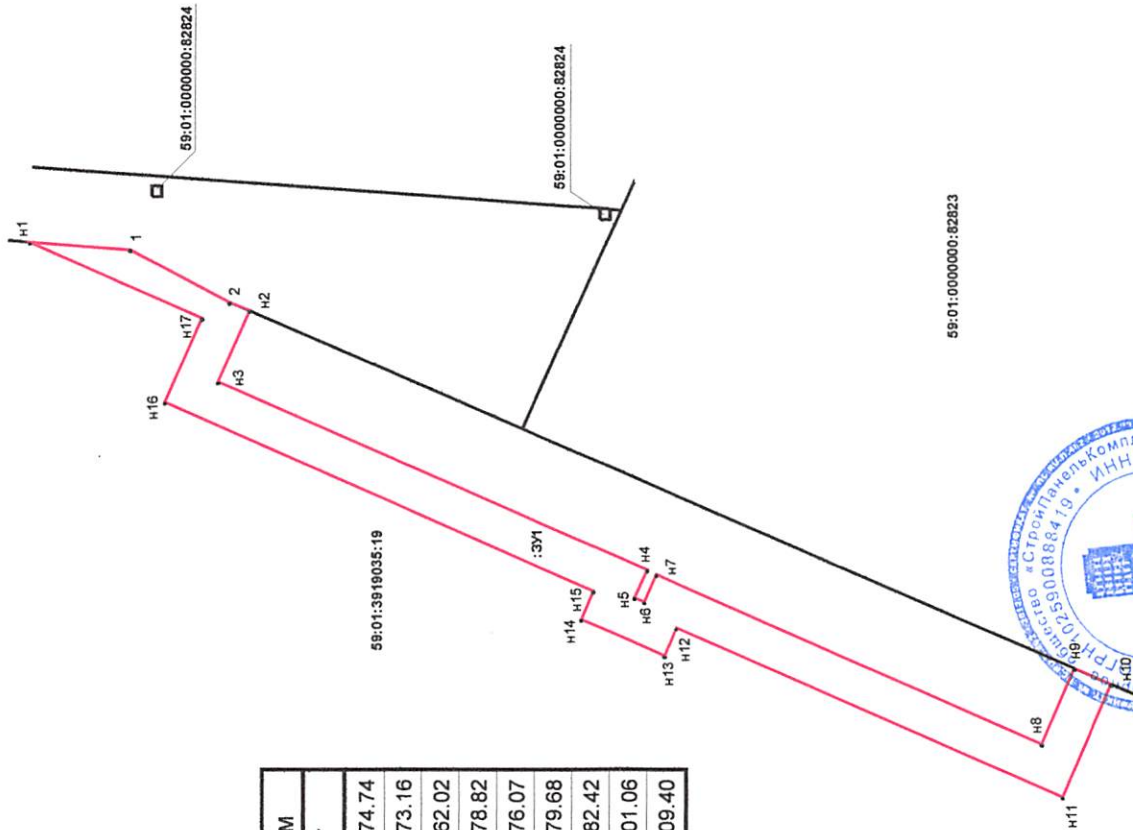 59:01:0000000:82824
н1
1
2
н2
н17
н3
н16
59:01:0000000:82824
59:01:0000000:82823
59:01:3919035:19
:ЗУ1
н4
н5
н7
н6
н15
н14
н12
н13
М
74.74
73.16
62.02
78.82
76.07
79.68
82.42
01.06
09.40
н9
н10
н8
н11
общество «СтройПанельКомпл
ГРН 1025900888419 * ИНН